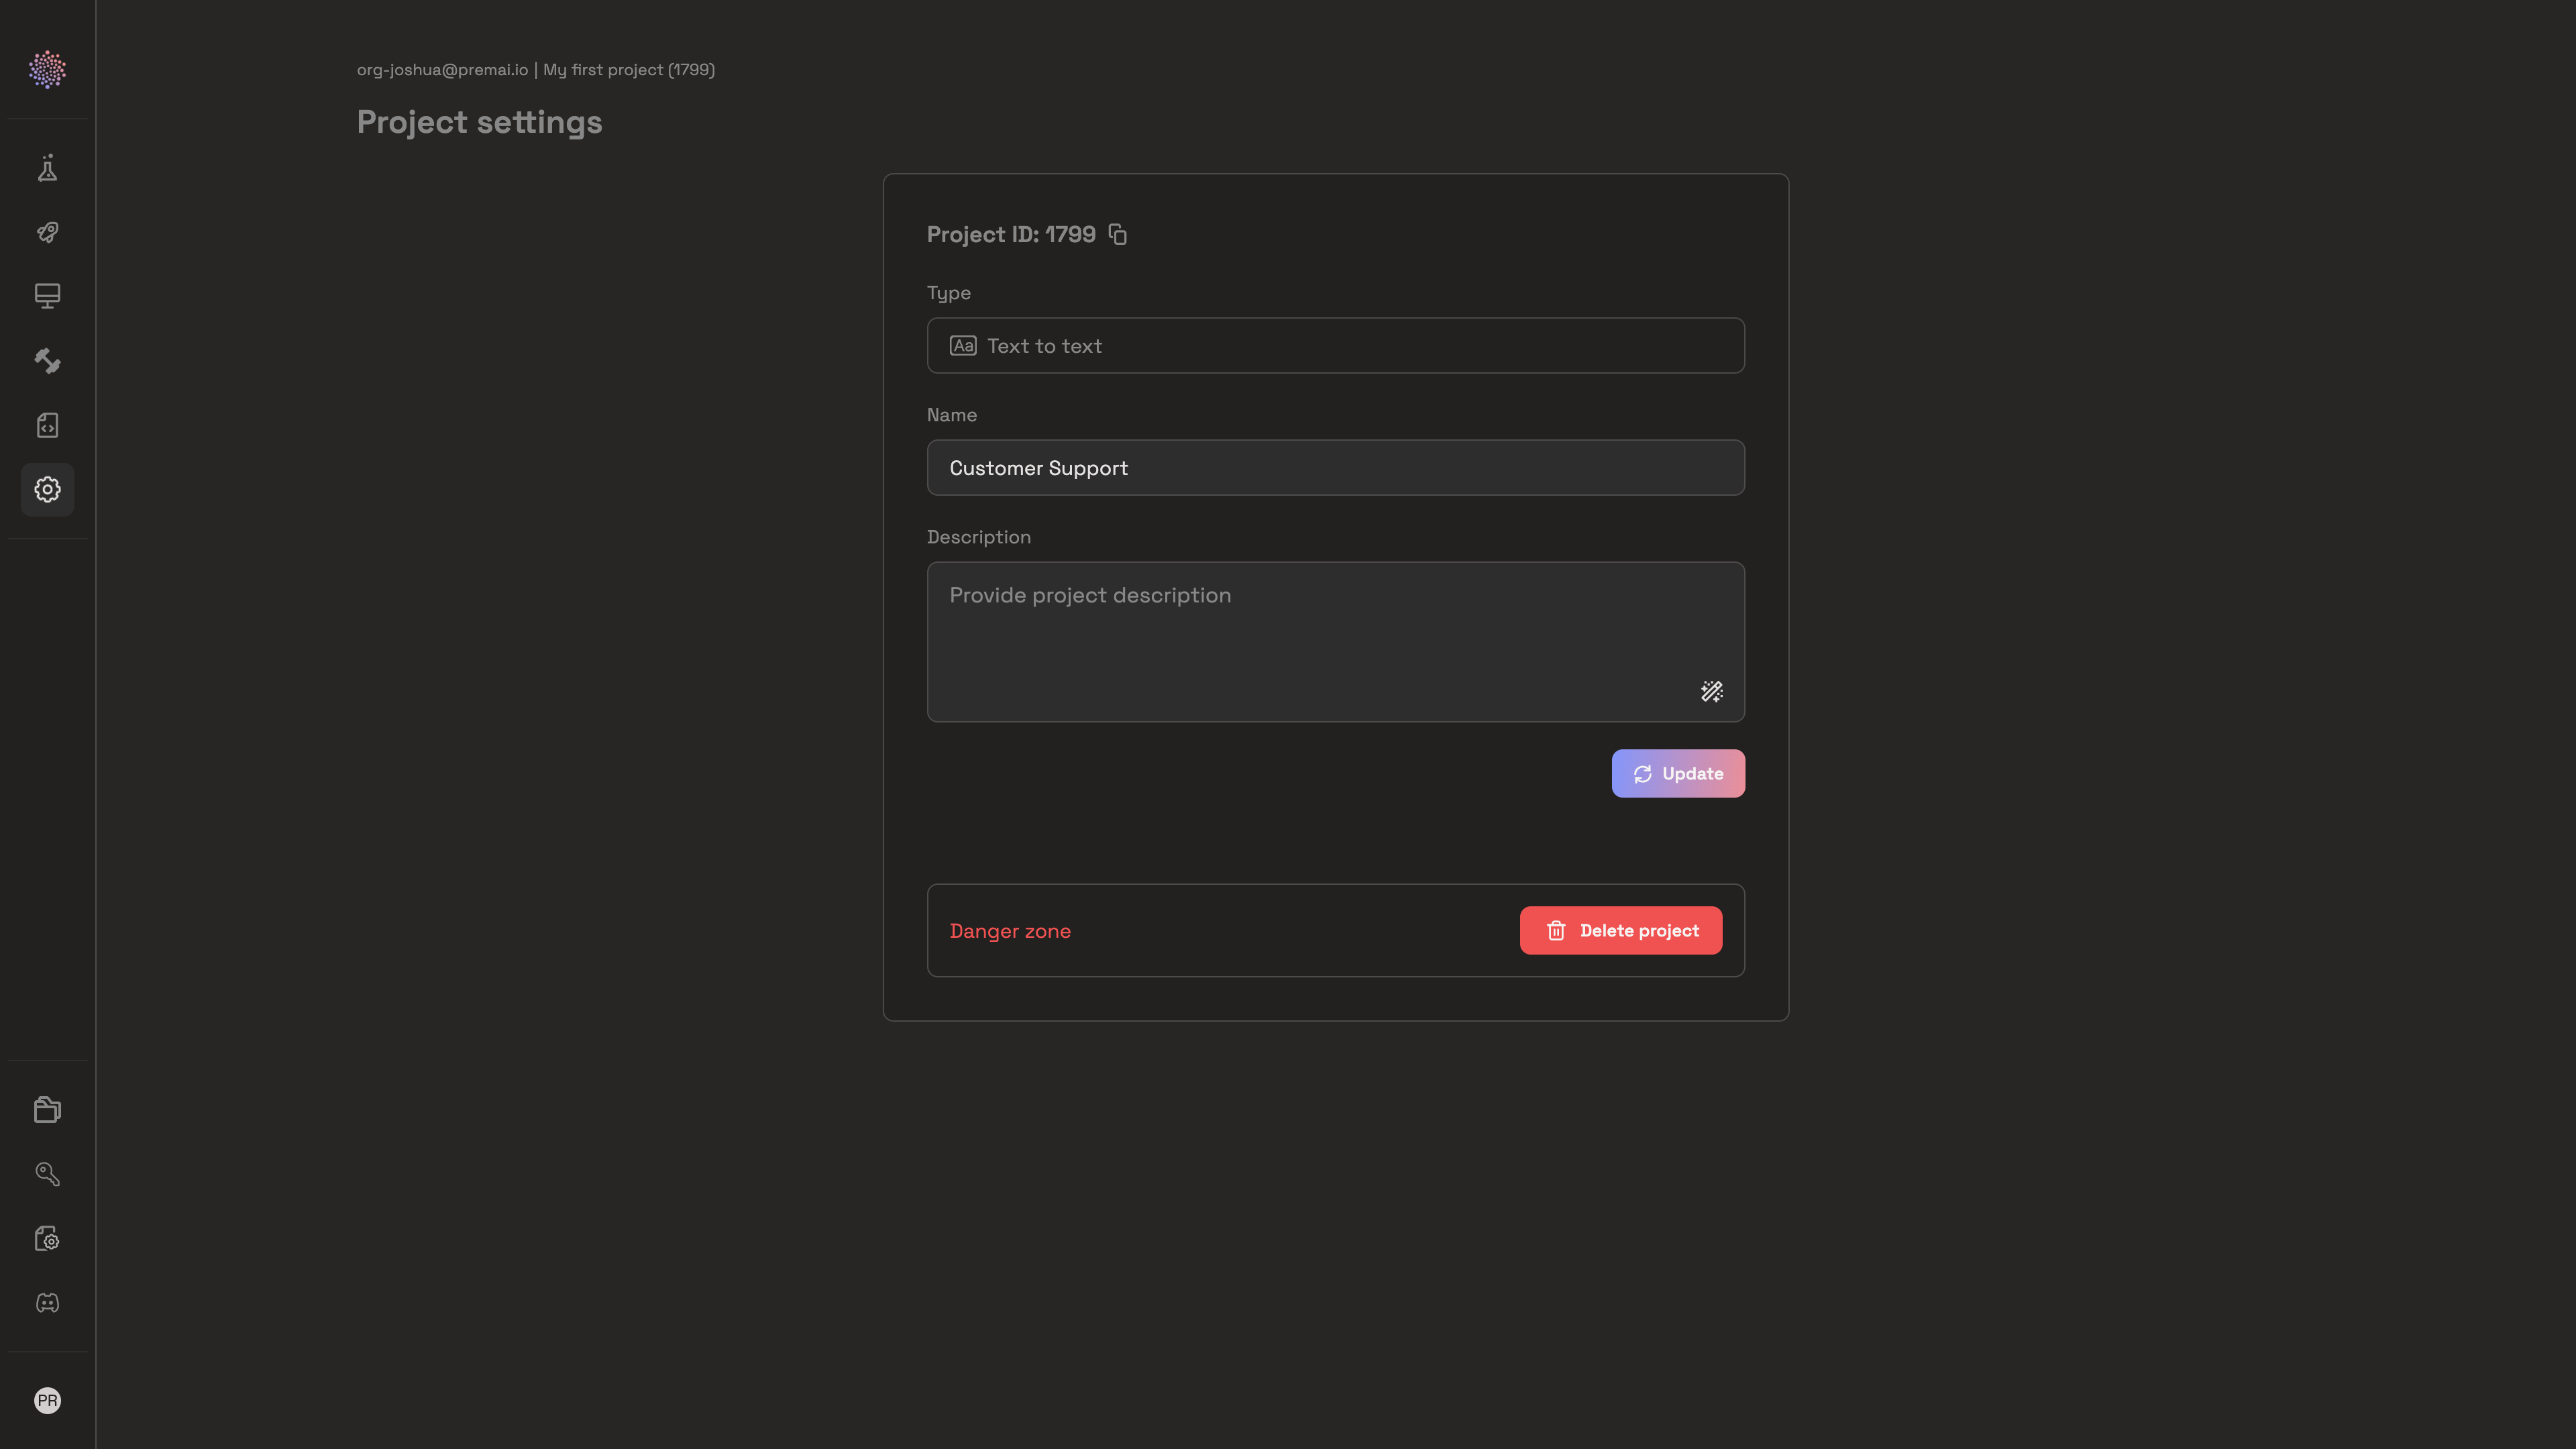 org-joshua@premai.io | My first project (1799)
Project settings
Project ID: 1799
Type
Aa Text to text
Name
Customer Support
Description
Provide project description
Update
Danger zone
Delete project
PR